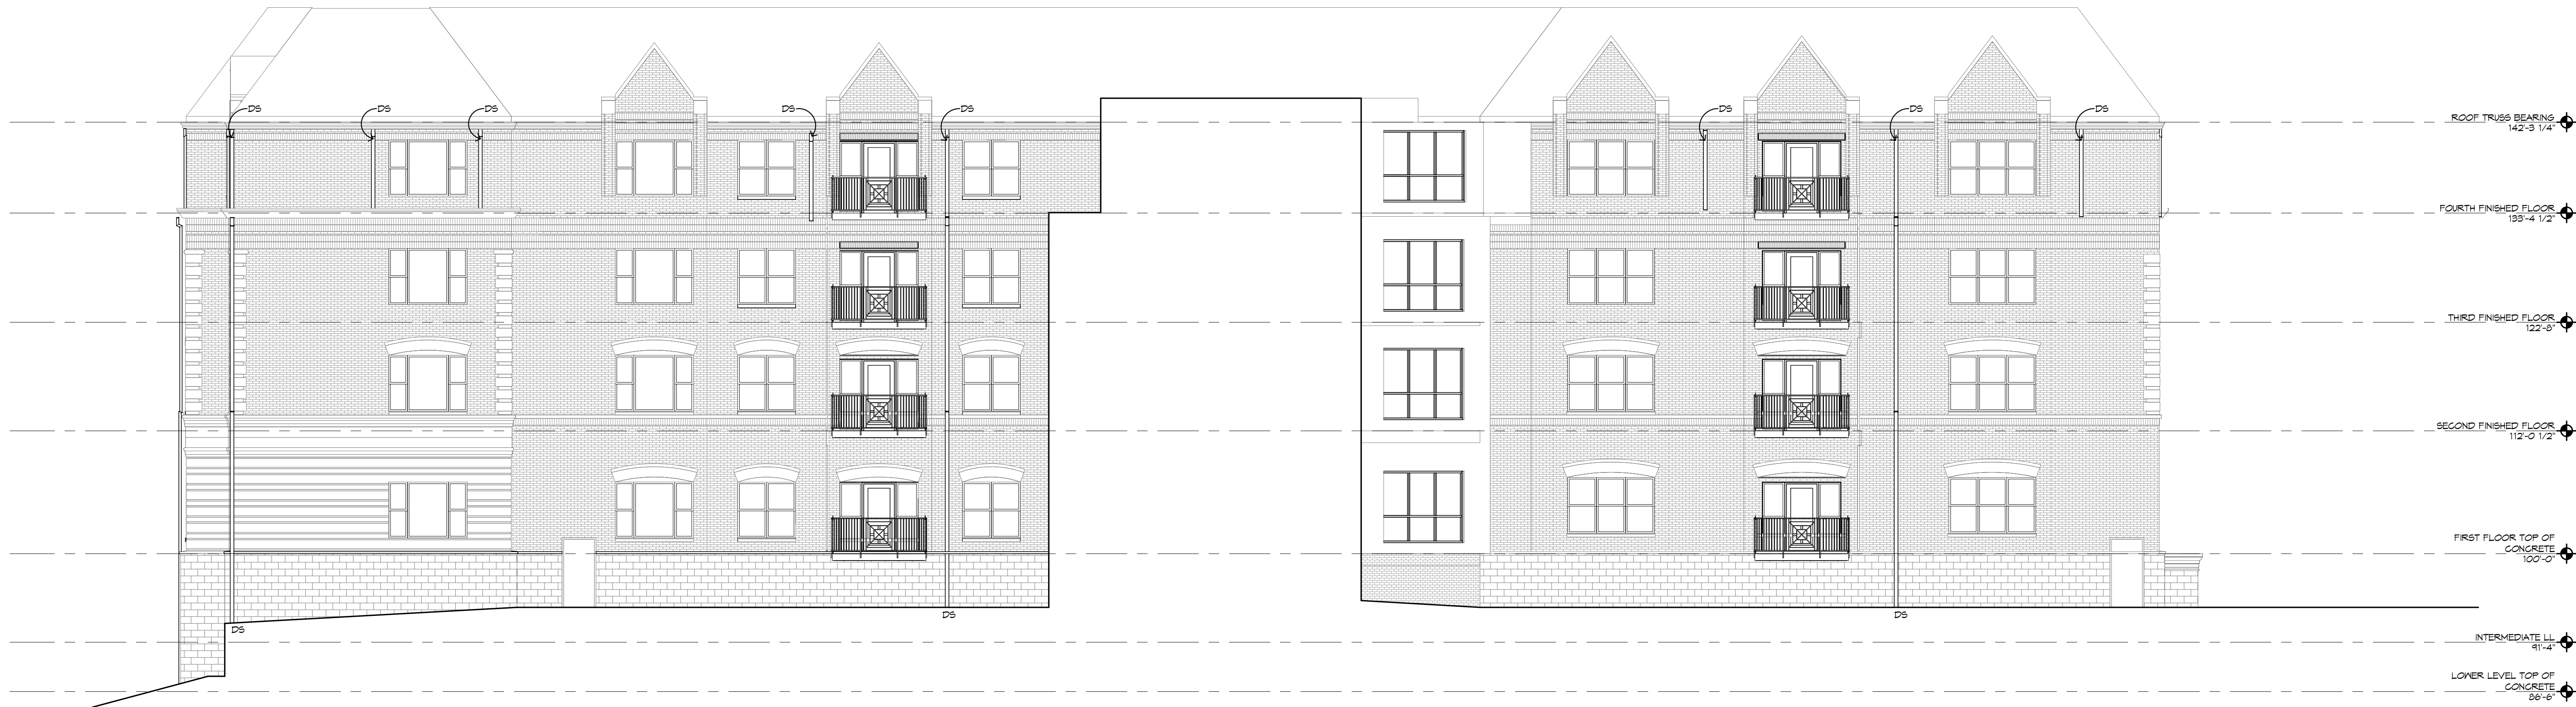 DS
DS
DS
DS
DS
DS
DS
DS
ROOF TRUSS BEARING
142'-3 1/4"
FOURTH FINISHED FLOOR
133'-4 1/2"
THIRD FINISHED FLOOR
122'-8"
SECOND FINISHED FLOOR
112'-0 1/2"
FIRST FLOOR TOP OF
CONCRETE
100'-0"
DS
DS
DS
INTERMEDIATE LL
91'-4"
LOWER LEVEL TOP OF
CONCRETE
86'-6"